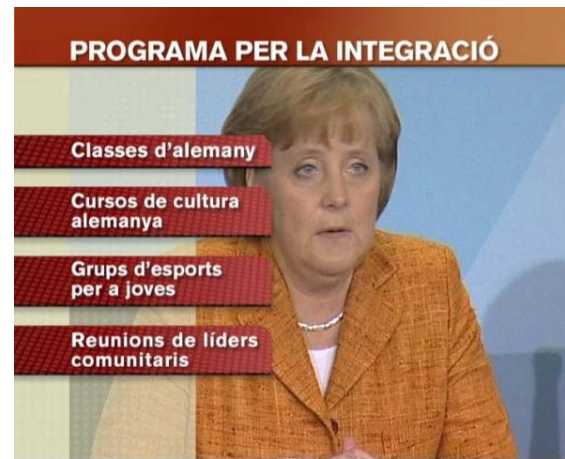 PROGRAMA PER LA INTEGRACIÓ
Classes d'alemany
Cursos de cultura
alemanya
Grups d'esports
per a joves
Reunions de líders
comunitaris